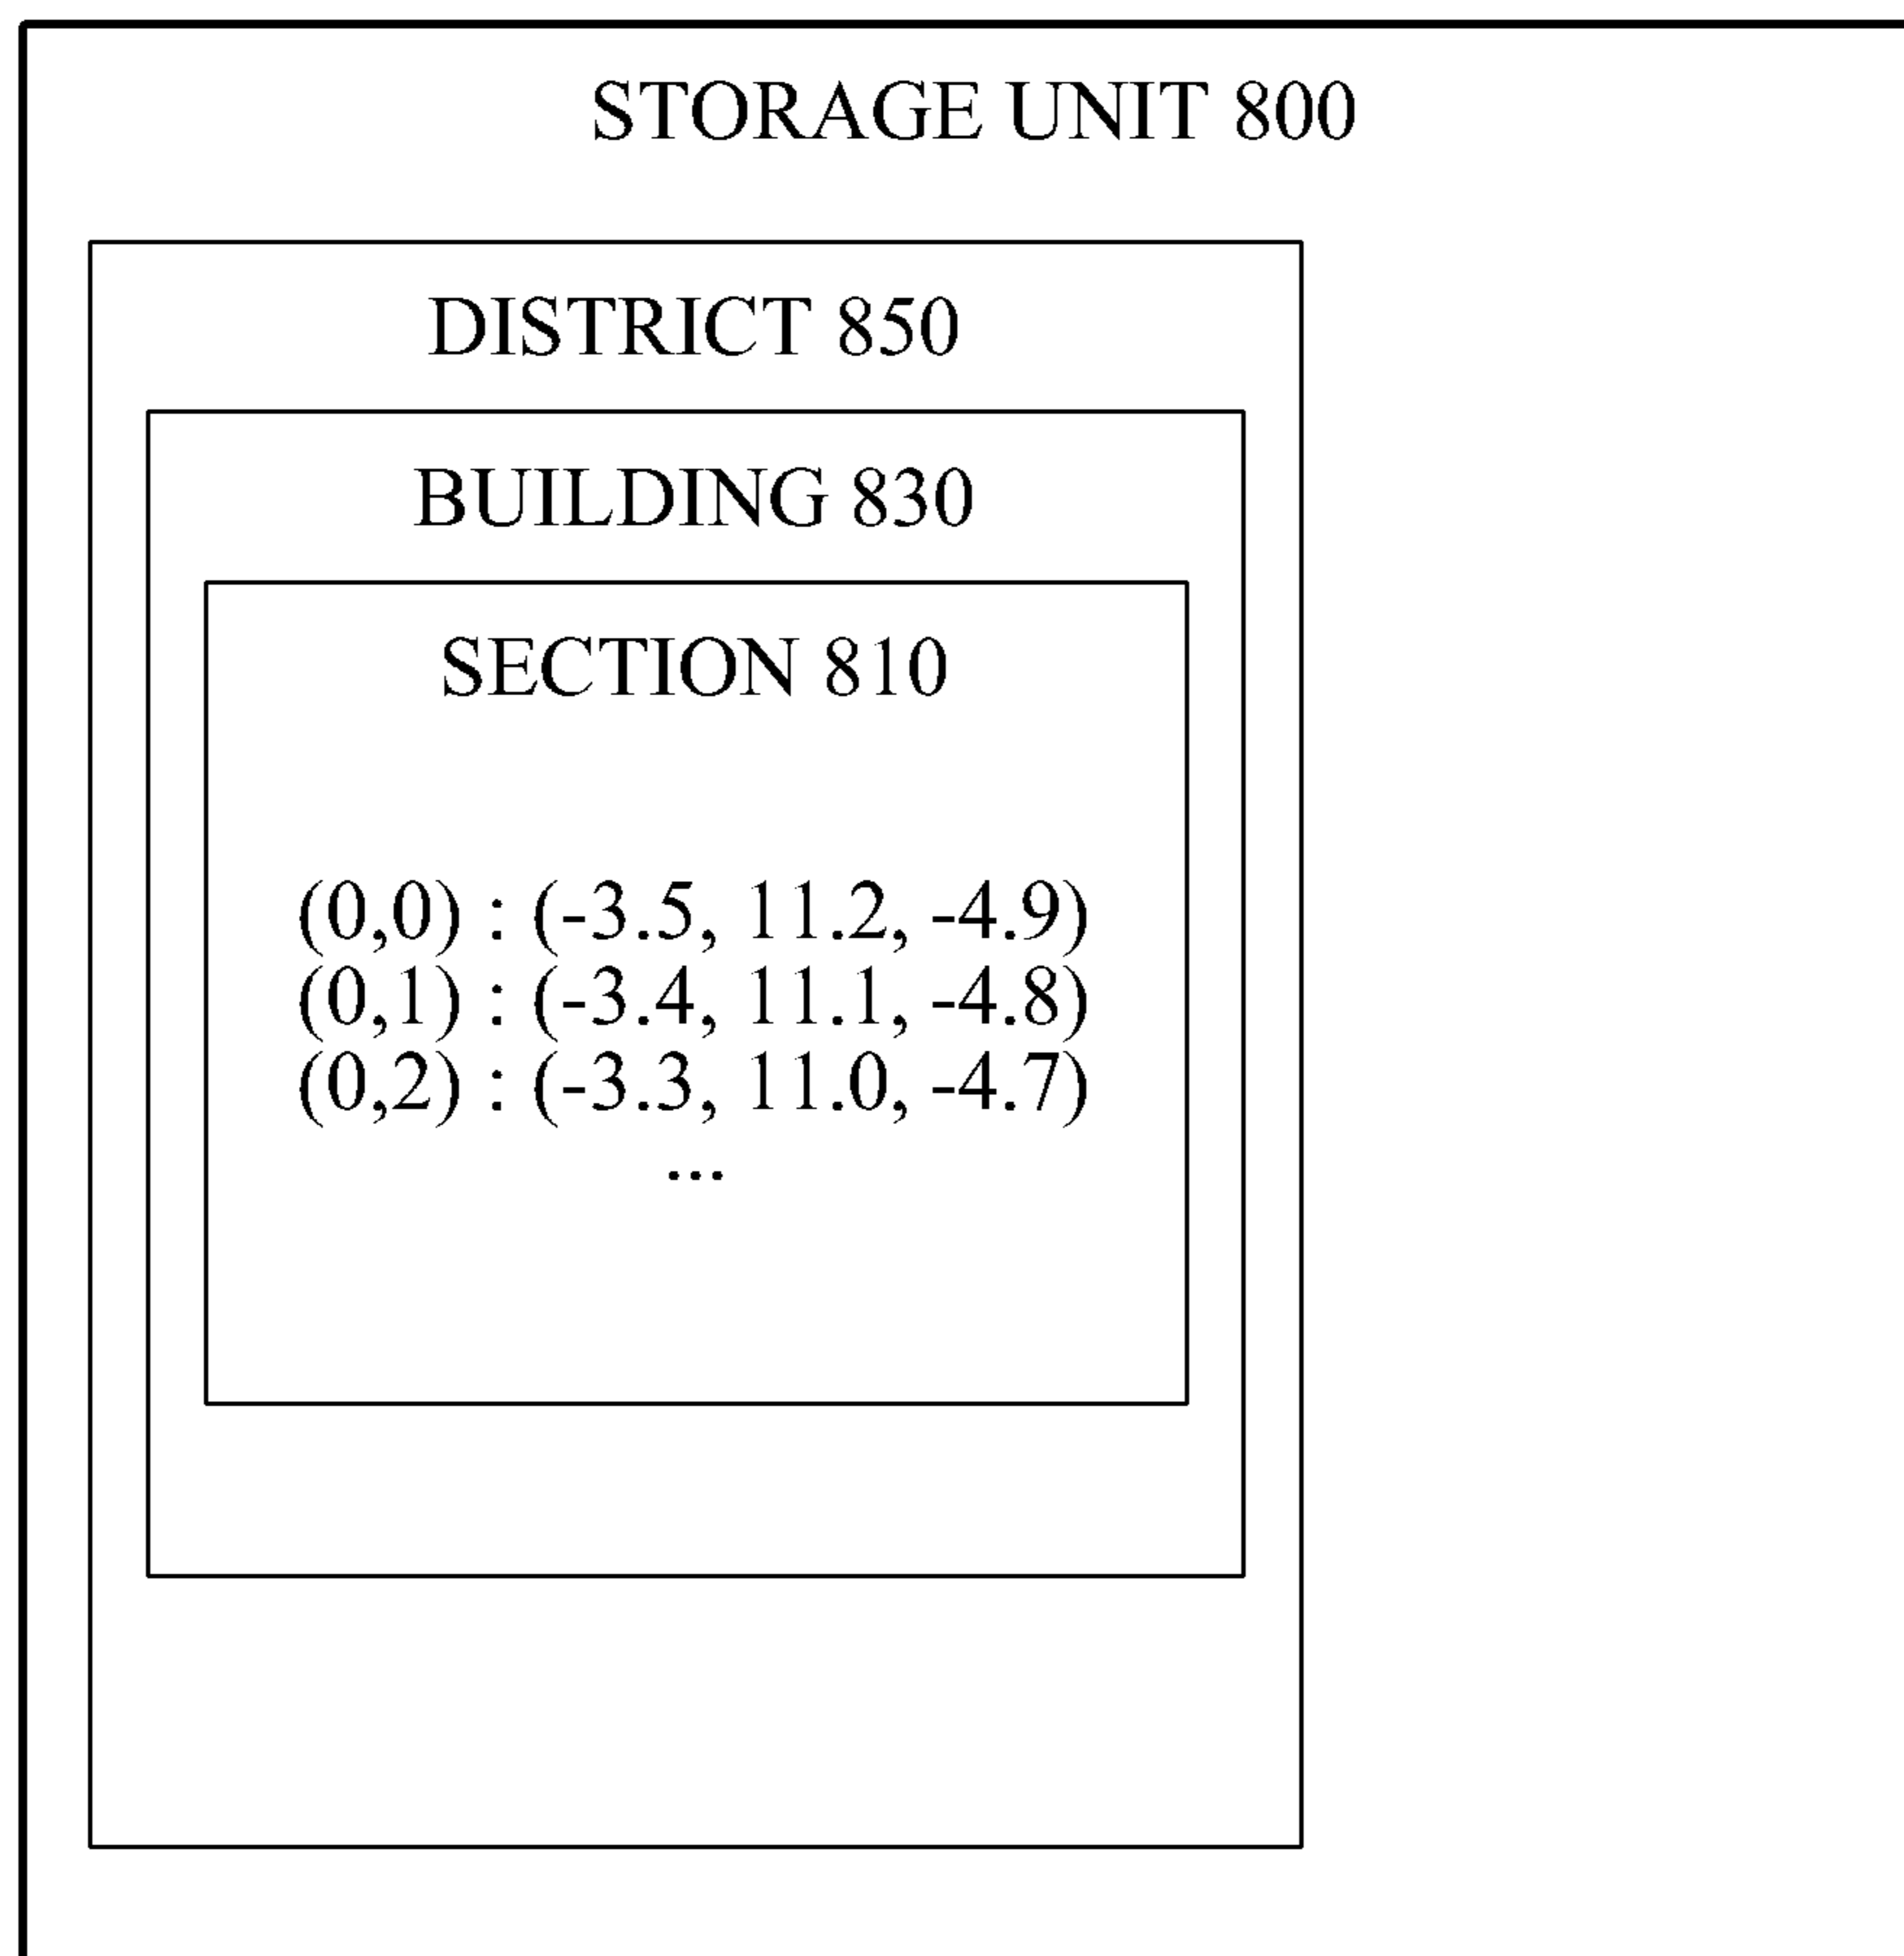 STORAGE UNIT 800
DISTRICT 850
BUILDING 830
SECTION 810
(0,0) : (-3.5, 11.2, -4.9)
(0,1) : (-3.4, 11.1, -4.8)
(0,2) : (-3.3, 11.0, -4.7)
...